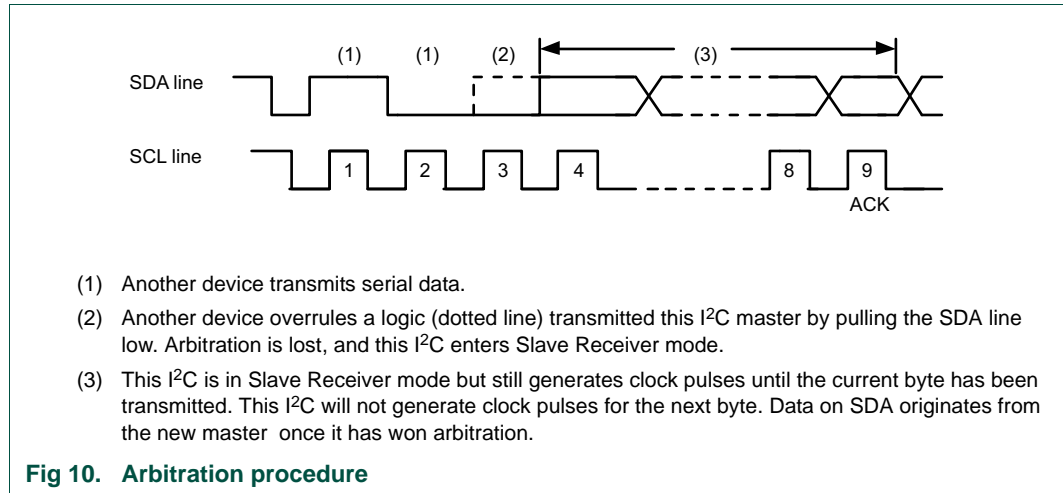 (1) (1) (2) (3)
SDA line
SCL line
1 2 3 4 8 9
ACK
(1) Another device transmits serial data.
(2) Another device overrules a logic (dotted line) transmitted this I2C master by pulling the SDA line
low. Arbitration is lost, and this I2C enters Slave Receiver mode.
(3) This I2C is in Slave Receiver mode but still generates clock pulses until the current byte has been
transmitted. This I2C will not generate clock pulses for the next byte. Data on SDA originates from
the new master once it has won arbitration.
Fig 10. Arbitration procedure